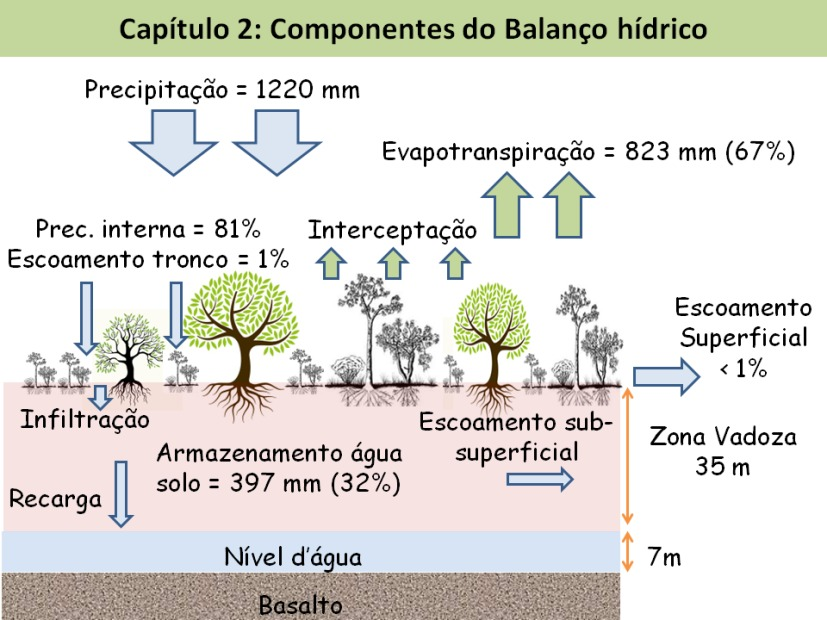 Capítulo 2: Componentes do Balanço hídrico
Precipitação = 1220 mm
Evapotranspiração = 823 mm (67%)
Prec. interna = 81%
Escoamento tronco = 1%
Interceptação
Escoamento
Superficial
< 1%
Infiltração
Armazenamento água
solo = 397 mm (32%)
Escoamento sub-
superficial
Zona Vadoza
35 m
Recarga
Nível d'água
7m
Basalto